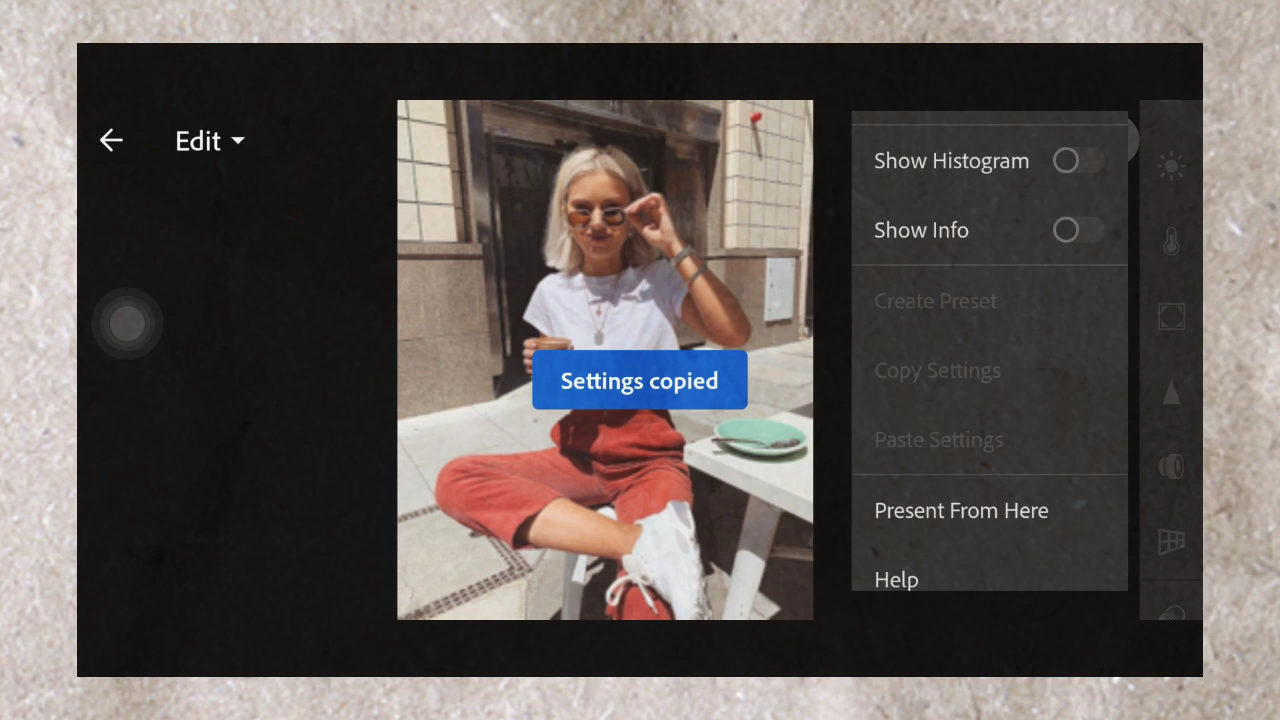 Edit
Show Histogram
Show Info
Create Preset
Copy Settings
Settings copied
Paste Settings
Present From Here
Help